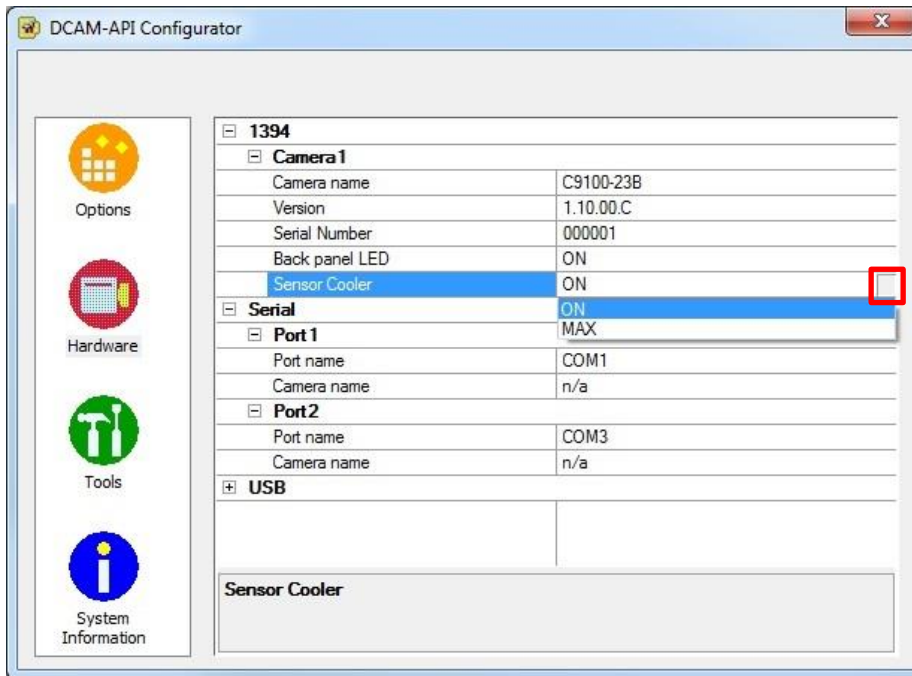 DCAM-API Configurator
Options
Hardware
Tools
System
Information
1394
Camera1
Camera name C9100-23B
Version 1.10.00.C
Serial Number 000001
Back panel LED ON
Sensor Cooler ON
ON
MAX
Serial
Port1
Port name COM1
Camera name n/a
Port2
Port name COM3
Camera name n/a
USB
Sensor Cooler